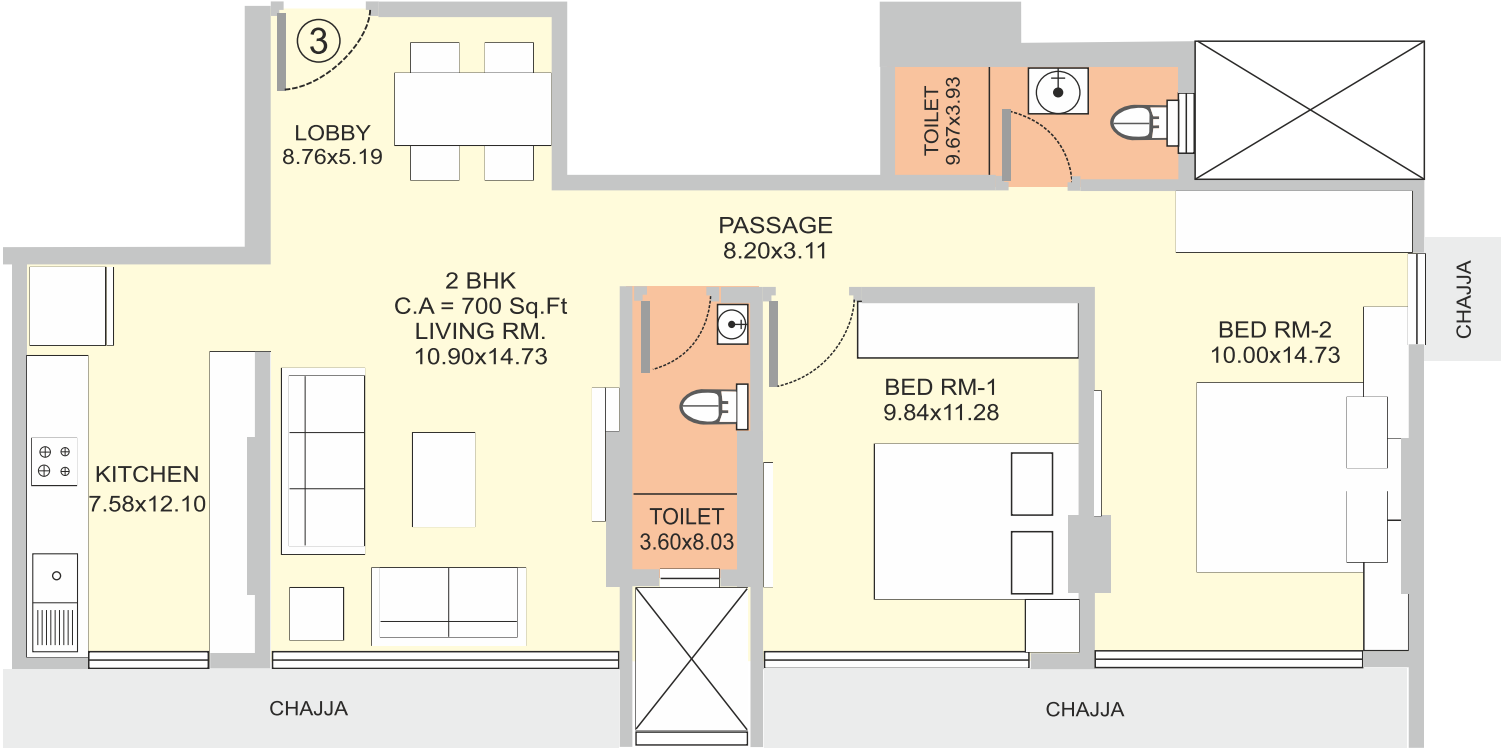 3
LOBBY
8.76x5.19
TOILET
9.67x3.93
PASSAGE
8.20x3.11
2 BHK
C.A = 700 Sq.Ft
LIVING RM.
10.90x14.73
CHAJJA
BED RM-2
10.00x14.73
BED RM-1
9.84x11.28
KITCHEN
7.58x12.10
TOILET
3.60x8.03
CHAJJA
CHAJJA